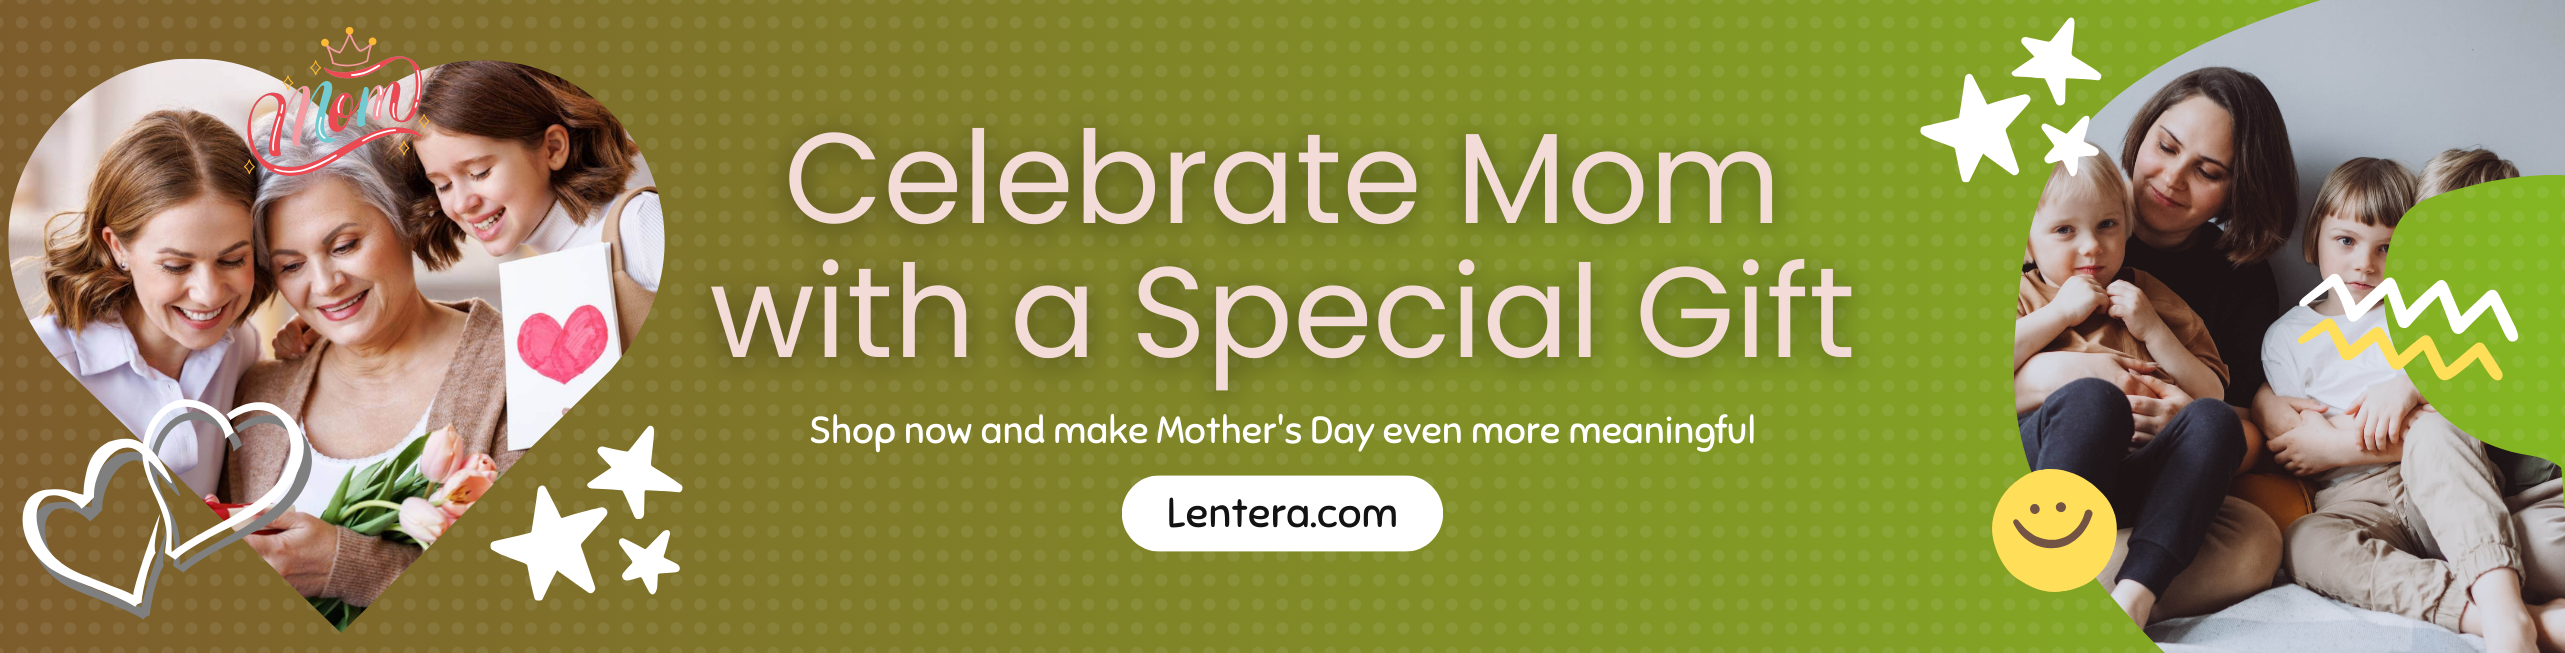 Mom
Celebrate Mom
with a Special Gift
Shop now and make Mother's Day even more meaningful
Lentera.com